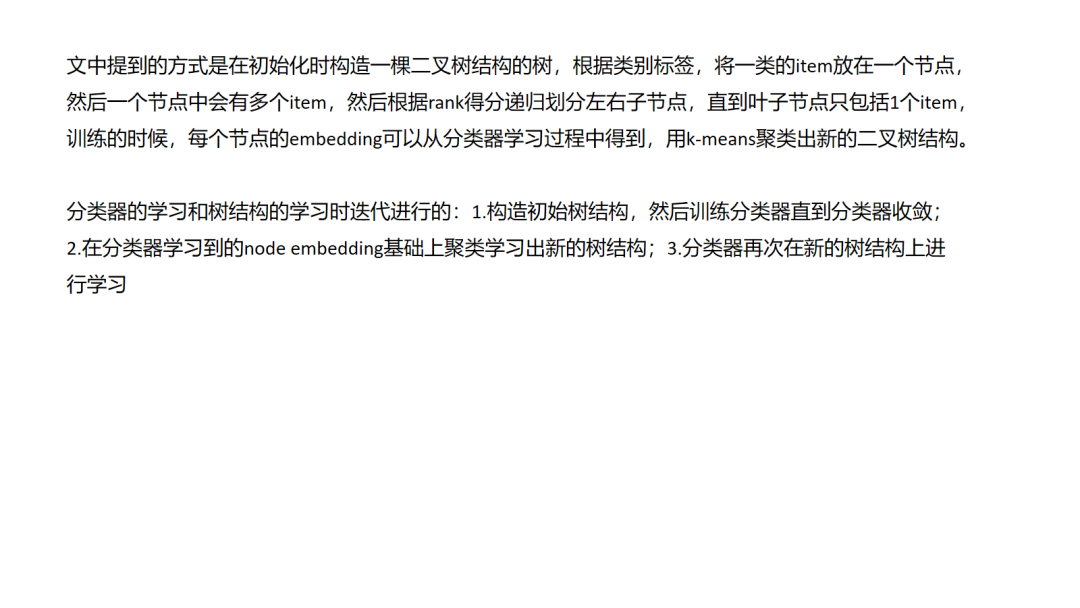 文中提到的方式是在初始化时构造一棵二叉树结构的树，根据类别标签，将一类的item放在一个节点，
然后一个节点中会有多个item，然后根据rank得分递归划分左右子节点，直到叶子节点只包括1个item，
训练的时候，每个节点的embedding可以从分类器学习过程中得到，用k-means聚类出新的二叉树结构。
分类器的学习和树结构的学习时迭代进行的：1.构造初始树结构，然后训练分类器直到分类器收敛；
2.在分类器学习到的node embedding基础上聚类学习出新的树结构；3.分类器再次在新的树结构上进
行学习